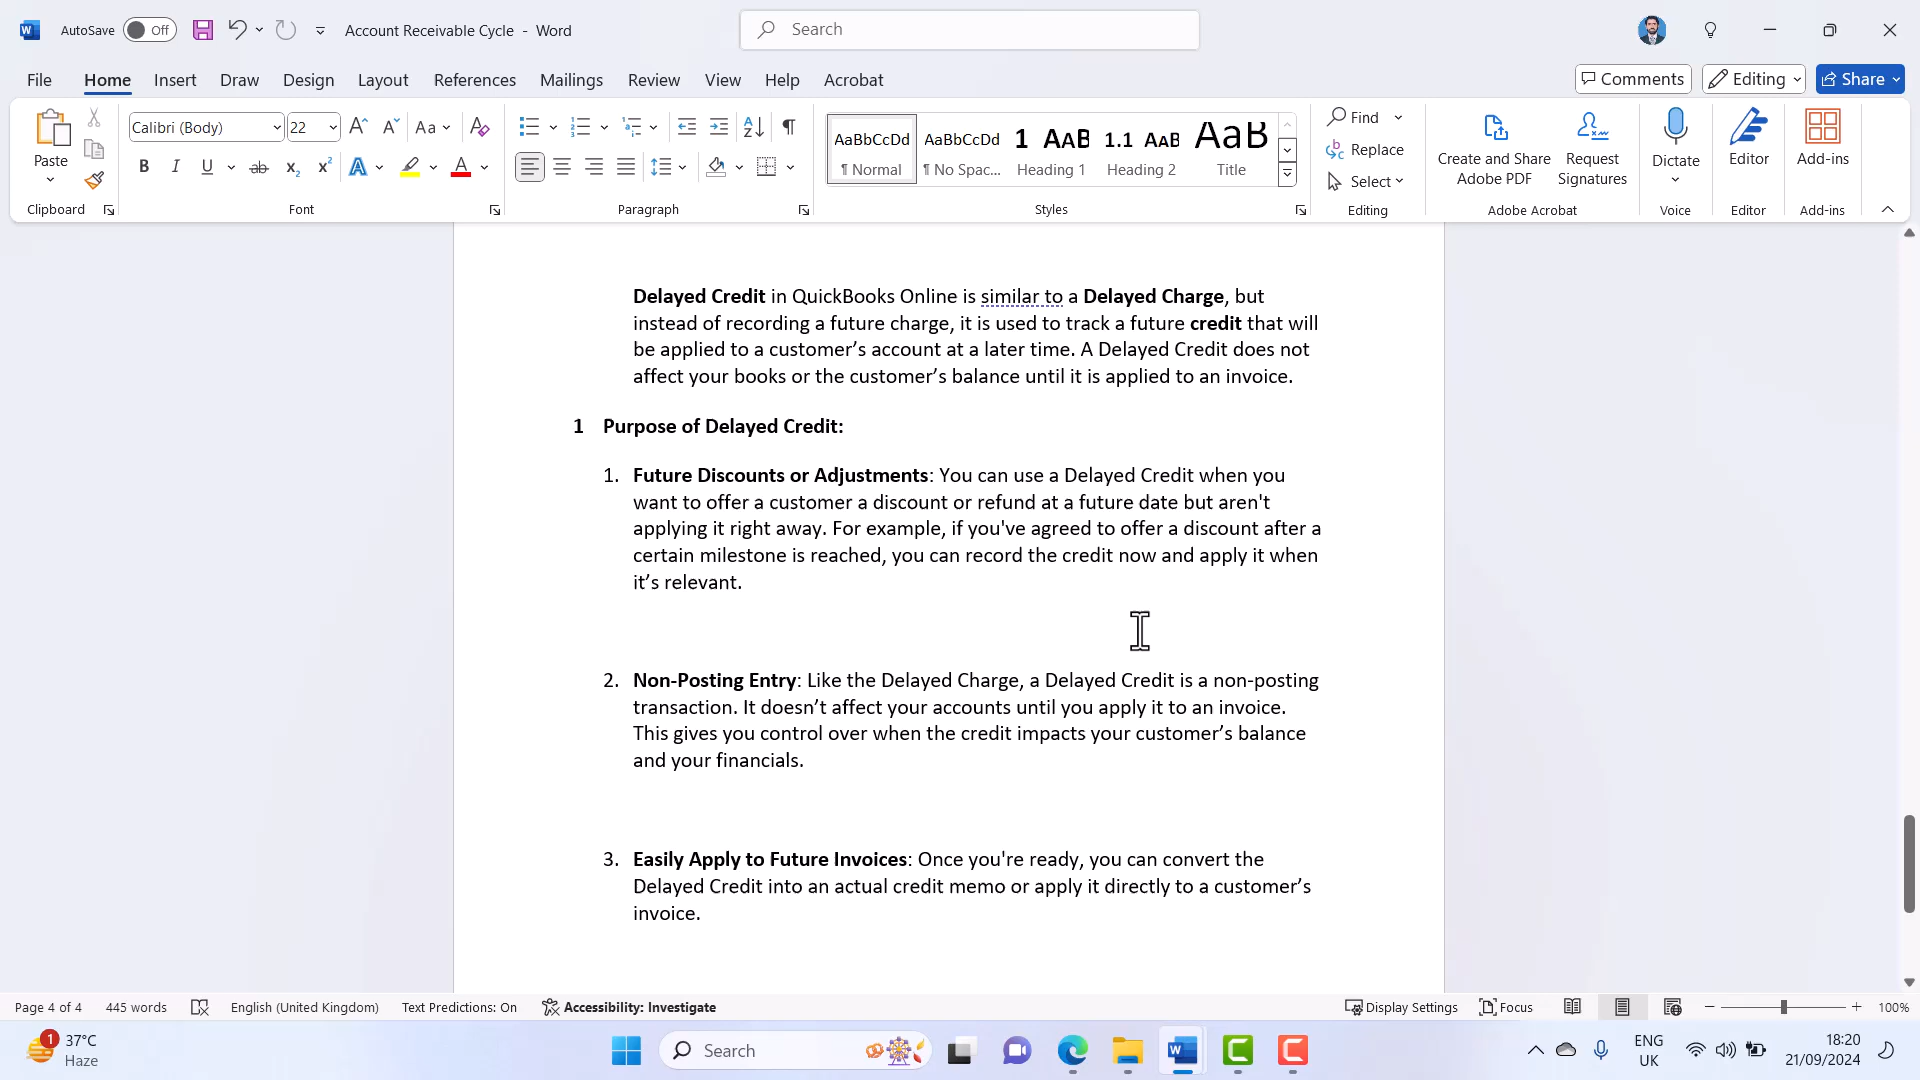 AutoSave Off Account Receivable Cycle - Word Search
File Home Insert Draw Design Layout References Mailings Review View Help Acrobat Comments Editing Share
Paste Calibri (Body) 22 Aa
B I U ab x₂ x² A A
AaBbCcDd AaBbCcDd 1 AaB 1.1 AaB AaB
¶ Normal ¶ No Spac... Heading 1 Heading 2 Title
Find
Replace
Select
Create and Share Adobe PDF Request Signatures Dictate Editor Add-ins
Clipboard Font Paragraph Styles Editing Adobe Acrobat Voice Editor Add-ins
Delayed Credit in QuickBooks Online is similar to a Delayed Charge, but
instead of recording a future charge, it is used to track a future credit that will
be applied to a customer’s account at a later time. A Delayed Credit does not
affect your books or the customer’s balance until it is applied to an invoice.
1 Purpose of Delayed Credit:
1. Future Discounts or Adjustments: You can use a Delayed Credit when you
want to offer a customer a discount or refund at a future date but aren't
applying it right away. For example, if you've agreed to offer a discount after a
certain milestone is reached, you can record the credit now and apply it when
it’s relevant.
2. Non-Posting Entry: Like the Delayed Charge, a Delayed Credit is a non-posting
transaction. It doesn’t affect your accounts until you apply it to an invoice.
This gives you control over when the credit impacts your customer’s balance
and your financials.
3. Easily Apply to Future Invoices: Once you're ready, you can convert the
Delayed Credit into an actual credit memo or apply it directly to a customer’s
invoice.
Page 4 of 4 445 words English (United Kingdom) Text Predictions: On Accessibility: Investigate Display Settings Focus 100%
1 37°C
Haze
Search
ENG
UK
18:20
21/09/2024